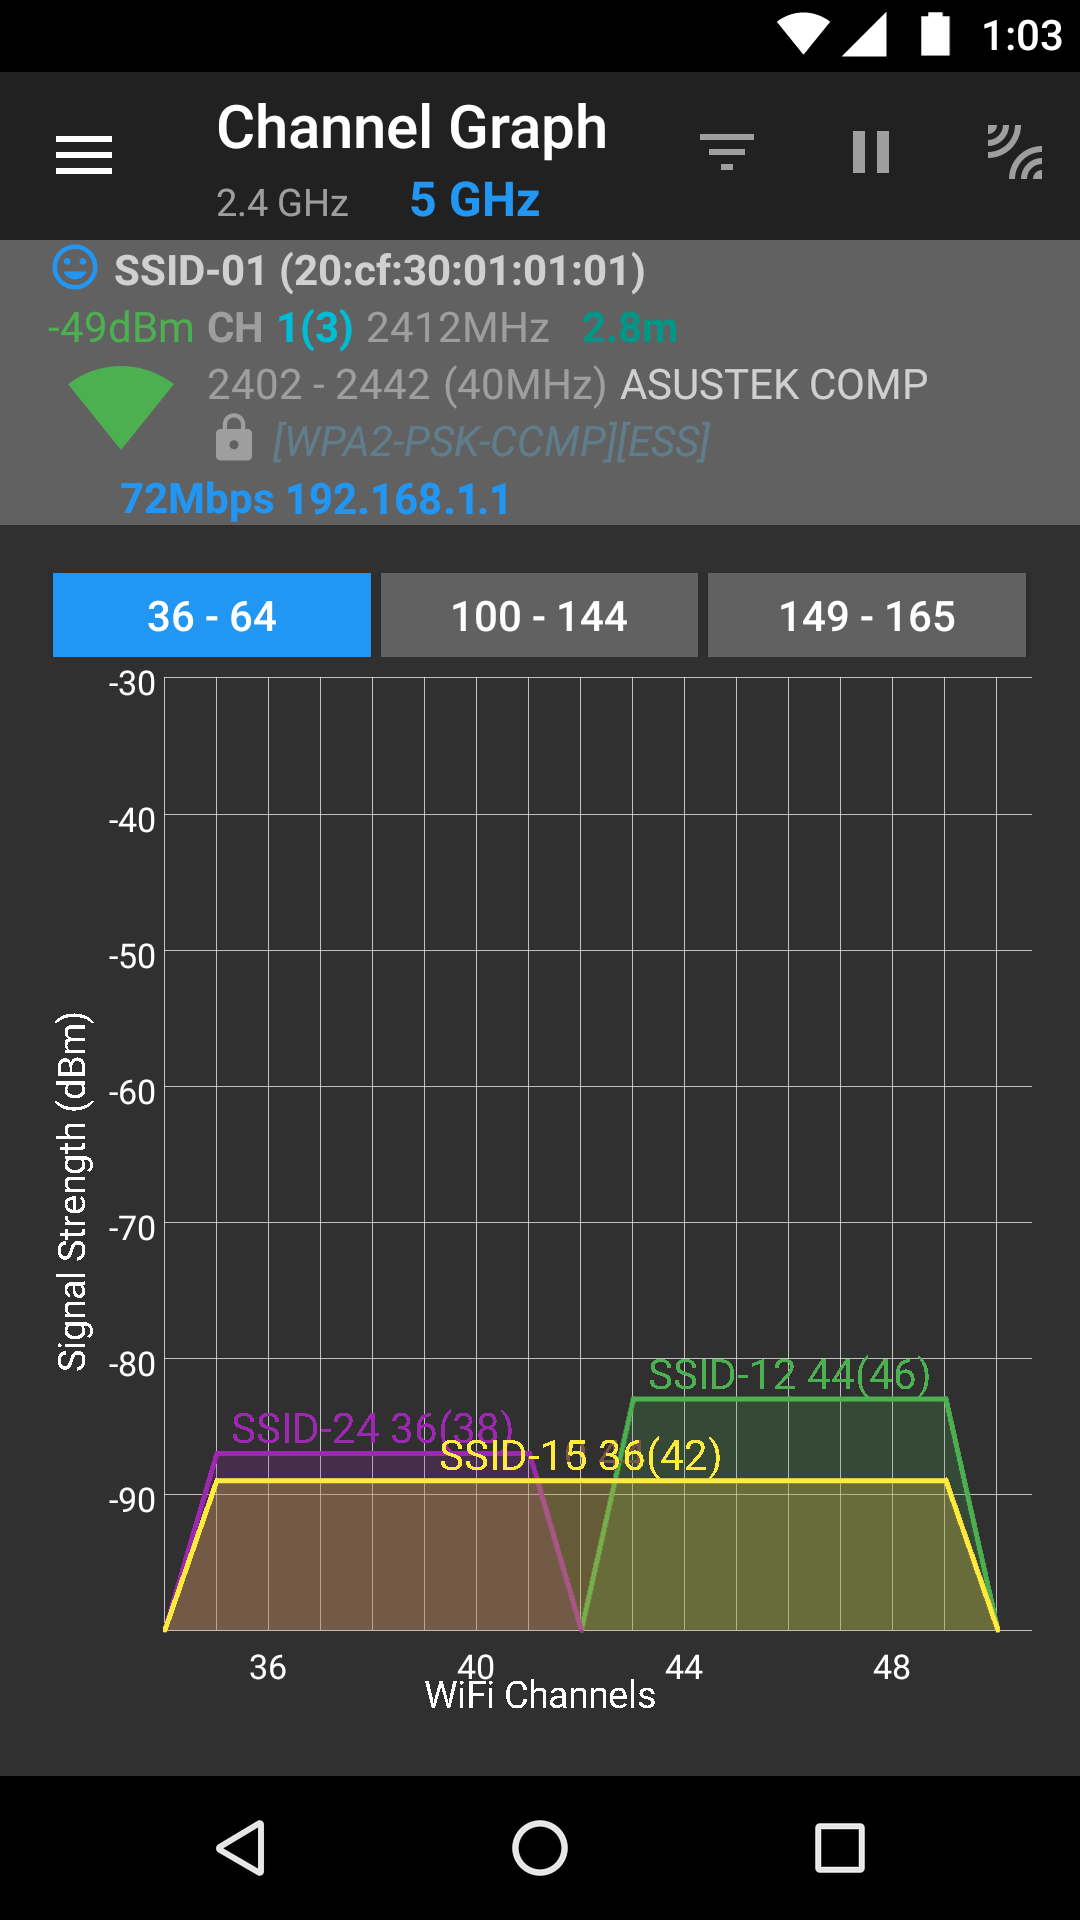 1:03
Channel Graph
2.4 GHz 5 GHz
SSID-01 (20:cf:30:01:01:01)
-49dBm CH 1(3) 2412MHz 2.8m
2402 - 2442 (40MHz) ASUSTEK COMP
[WPA2-PSK-CCMP][ESS]
72Mbps 192.168.1.1
36 - 64 100 - 144 149 - 165
-30
-40
-50
-60
-70
-80
-90
Signal Strength (dBm)
SSID-12 44(46)
SSID-24 36(38)
SSID-15 36(42)
36 40 44 48
WiFi Channels